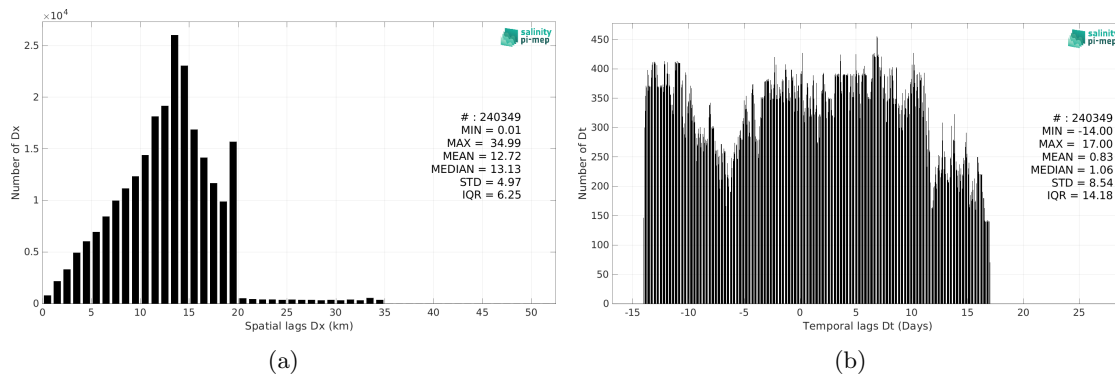 ×10⁴
2.5
2
1.5
1
0.5
0
0 5 10 15 20 25 30 35 40 45 50
Number of Dx
Spatial lags Dx (km)
salinity
pi-mep
# : 240349
MIN = 0.01
MAX = 34.99
MEAN = 12.72
MEDIAN = 13.13
STD = 4.97
IQR = 6.25
(a)
450
400
350
300
250
200
150
100
50
0
-15 -10 -5 0 5 10 15 20 25
Number of Dt
Temporal lags Dt (Days)
salinity
pi-mep
# : 240349
MIN = -14.00
MAX = 17.00
MEAN = 0.83
MEDIAN = 1.06
STD = 8.54
IQR = 14.18
(b)